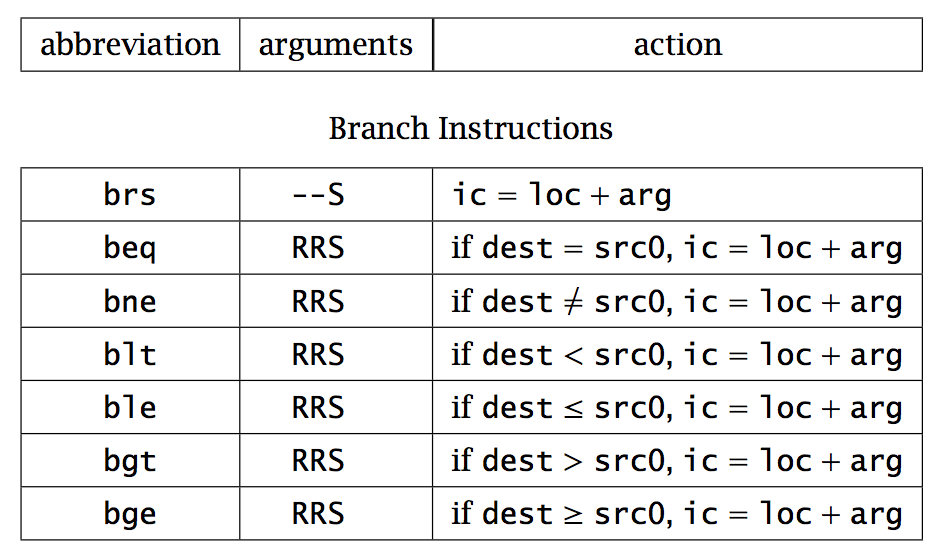 abbreviation arguments action
Branch Instructions
brs --S ic = loc + arg
beq RRS if dest = src0, ic = loc + arg
bne RRS if dest ≠ src0, ic = loc + arg
blt RRS if dest < src0, ic = loc + arg
ble RRS if dest ≤ src0, ic = loc + arg
bgt RRS if dest > src0, ic = loc + arg
bge RRS if dest ≥ src0, ic = loc + arg